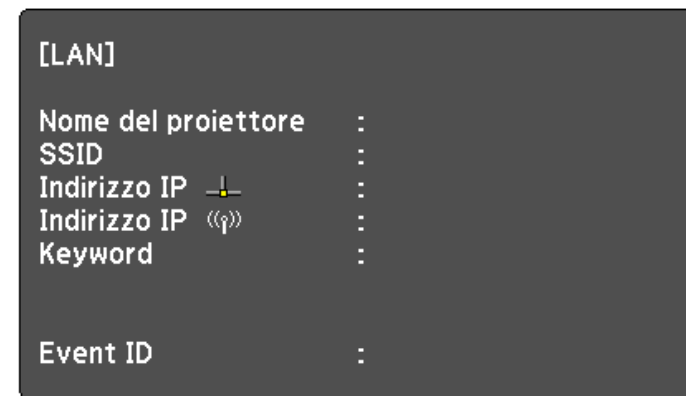 [LAN]
Nome del proiettore :
SSID :
Indirizzo IP :
Indirizzo IP :
Keyword :
Event ID :